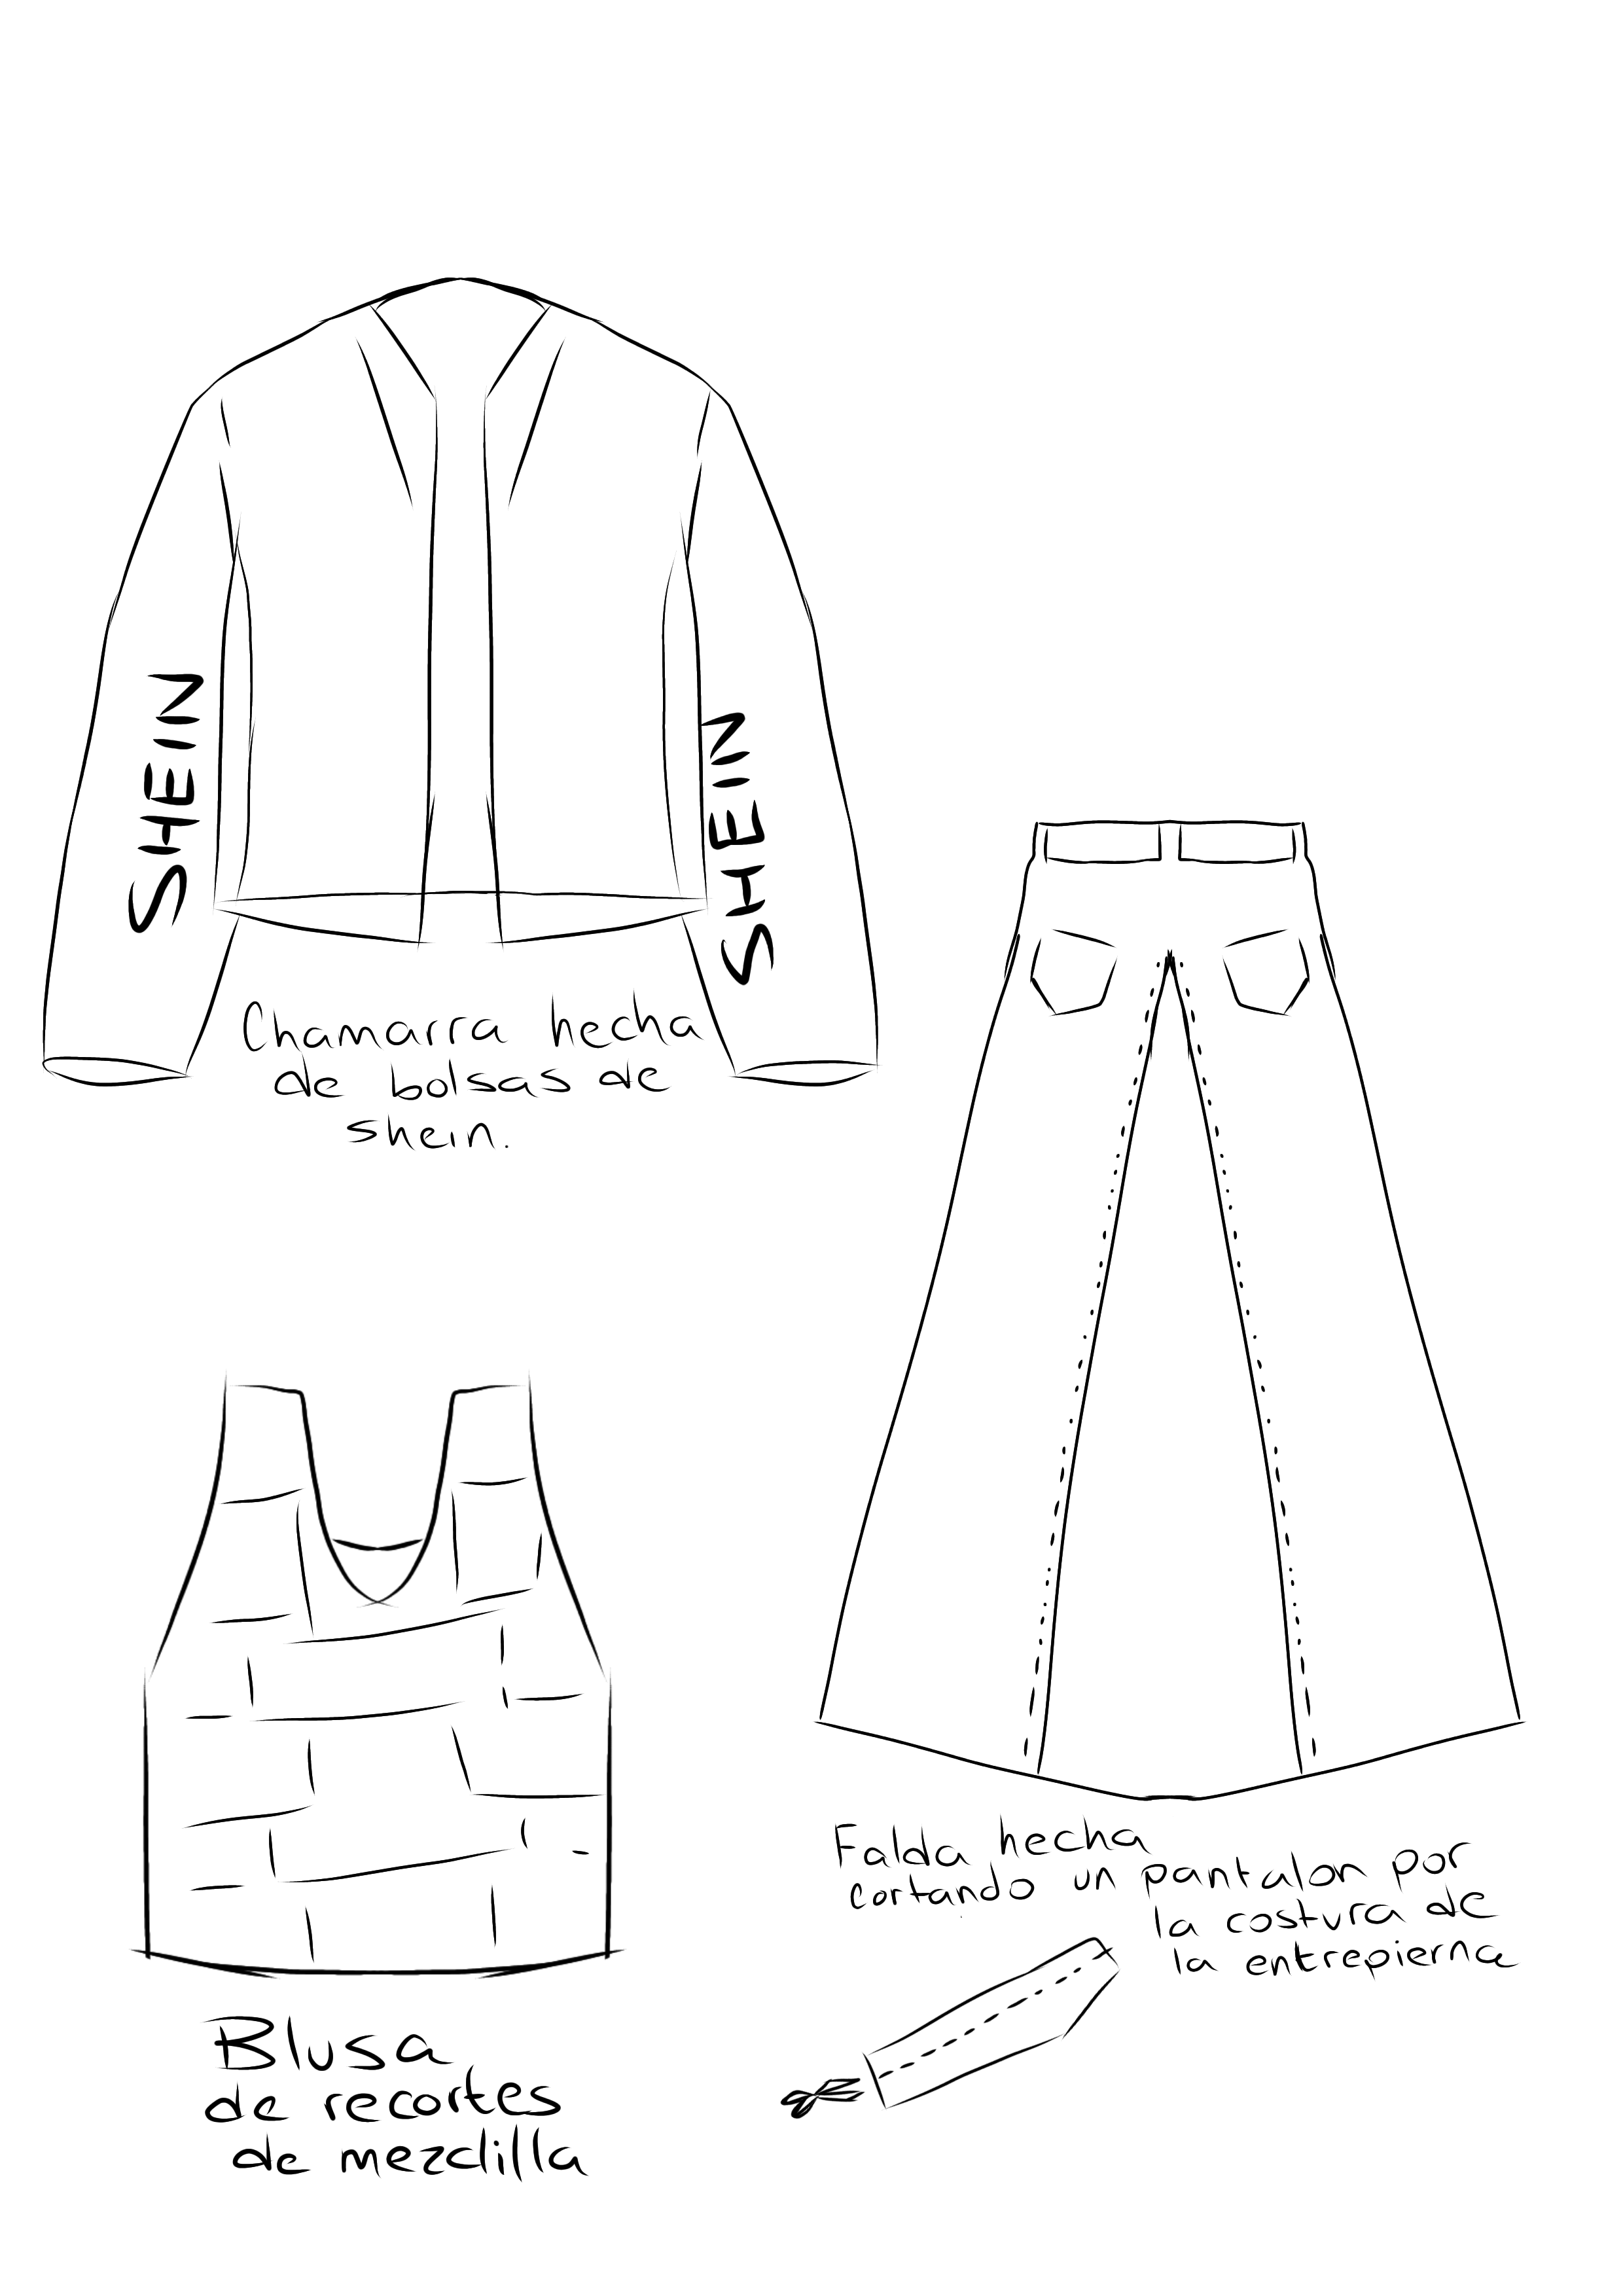 SHEIN
SHEIN
Chamarra hecha
de bolsas de
shein.
Falda hecha
cortando un pantalon por
la costura de
la entrepierna
Blusa
de recortes
de mezclilla